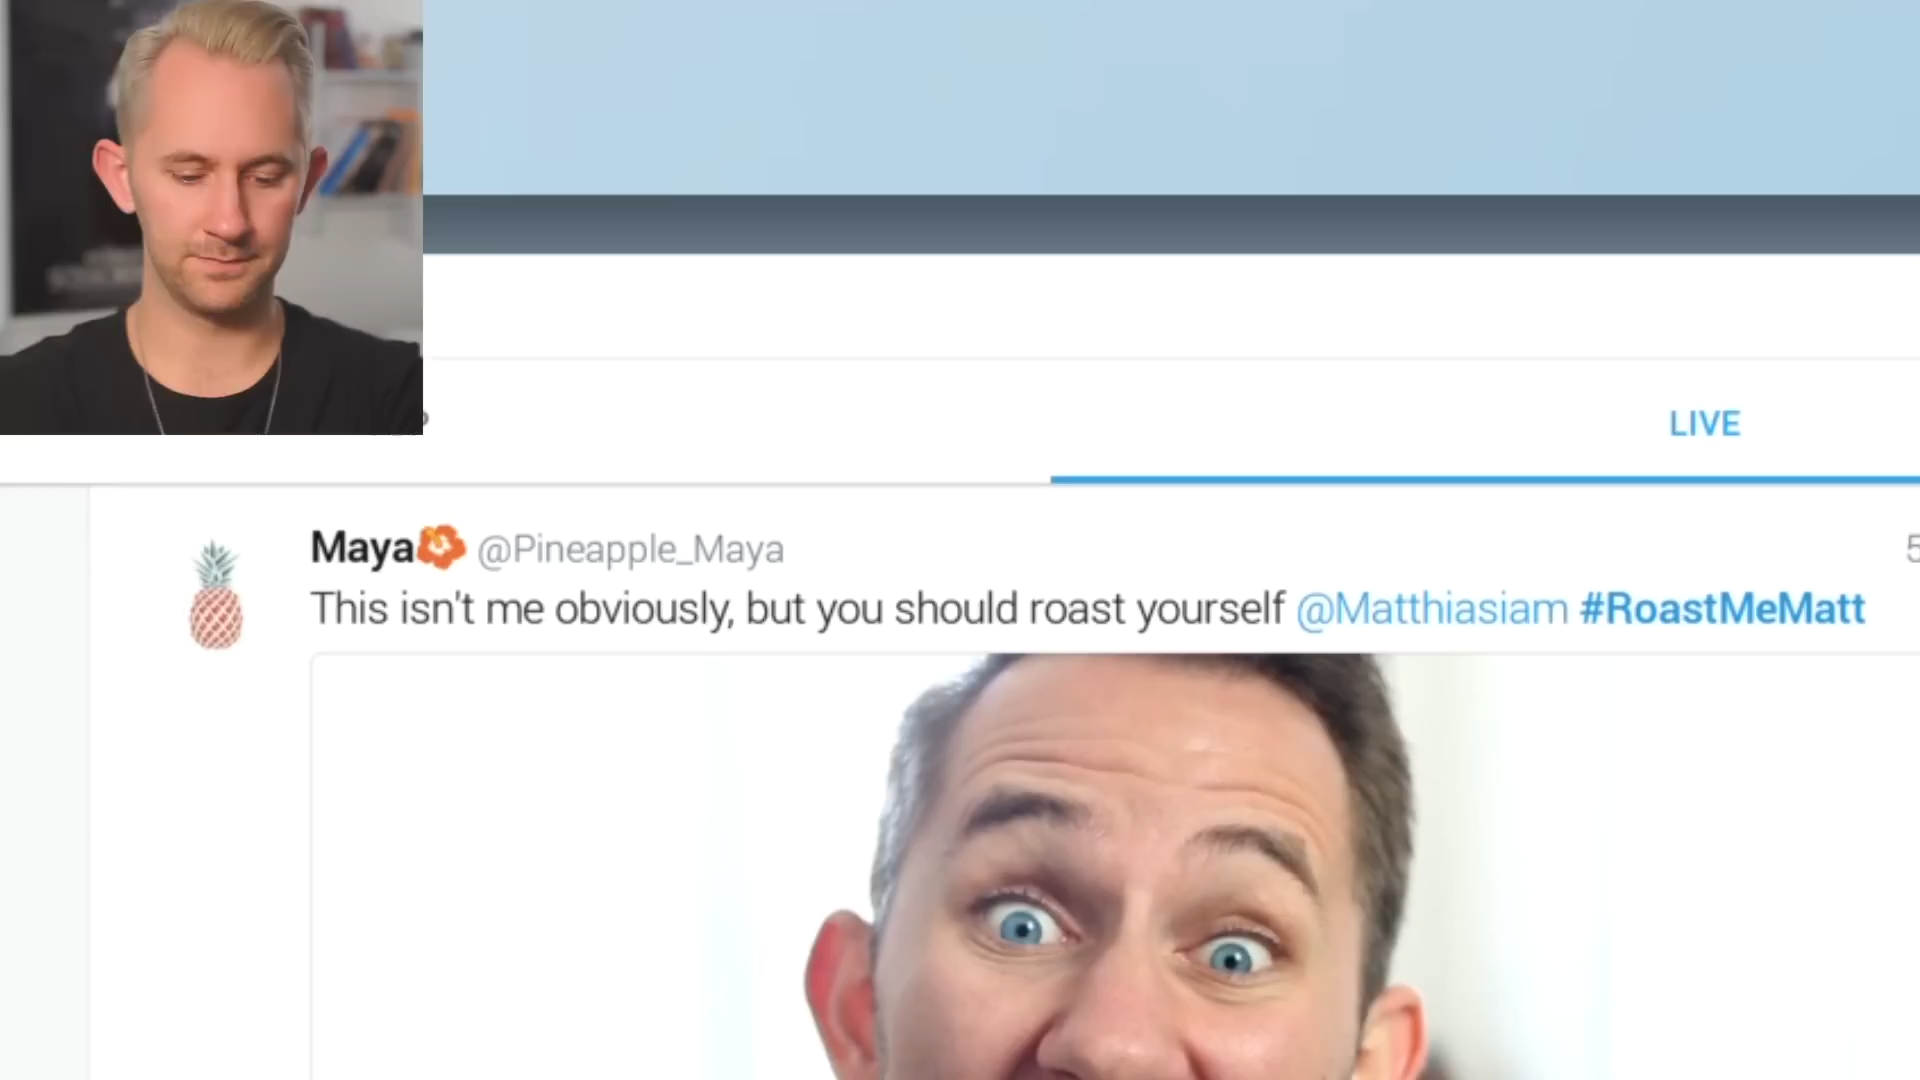 LIVE
Maya @Pineapple_Maya
This isn't me obviously, but you should roast yourself @Matthiasiam #RoastMeMatt